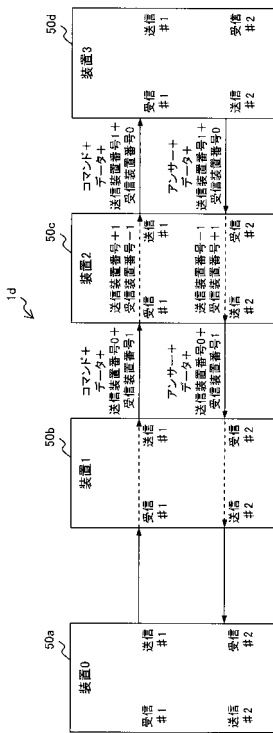 1d
50a
装置0
受信
#1
送信
#1
送信
#2
受信
#2
50b
装置1
受信
#1
送信
#1
送信
#2
受信
#2
コマンド+
データ+
送信装置番号0+
受信装置番号1
アンサー+
データ+
送信装置番号0+
受信装置番号1
50c
装置2
送信装置番号+1
受信装置番号−1
受信
#1
送信
#1
送信装置番号+1
受信装置番号−1
送信
#2
受信
#2
コマンド+
データ+
送信装置番号1+
受信装置番号0
アンサー+
データ+
送信装置番号1+
受信装置番号0
50d
装置3
受信
#1
送信
#1
送信
#2
受信
#2